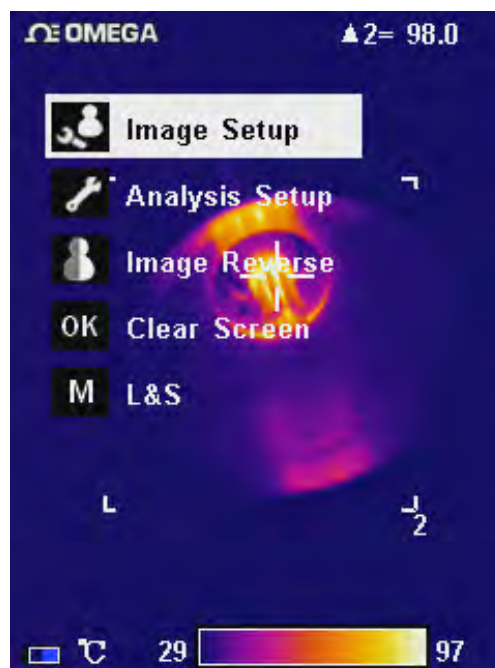 OMEGA ▲2= 98.0
Image Setup
Analysis Setup
Image Reverse
OK Clear Screen
M L&S
2
℃ 29 97